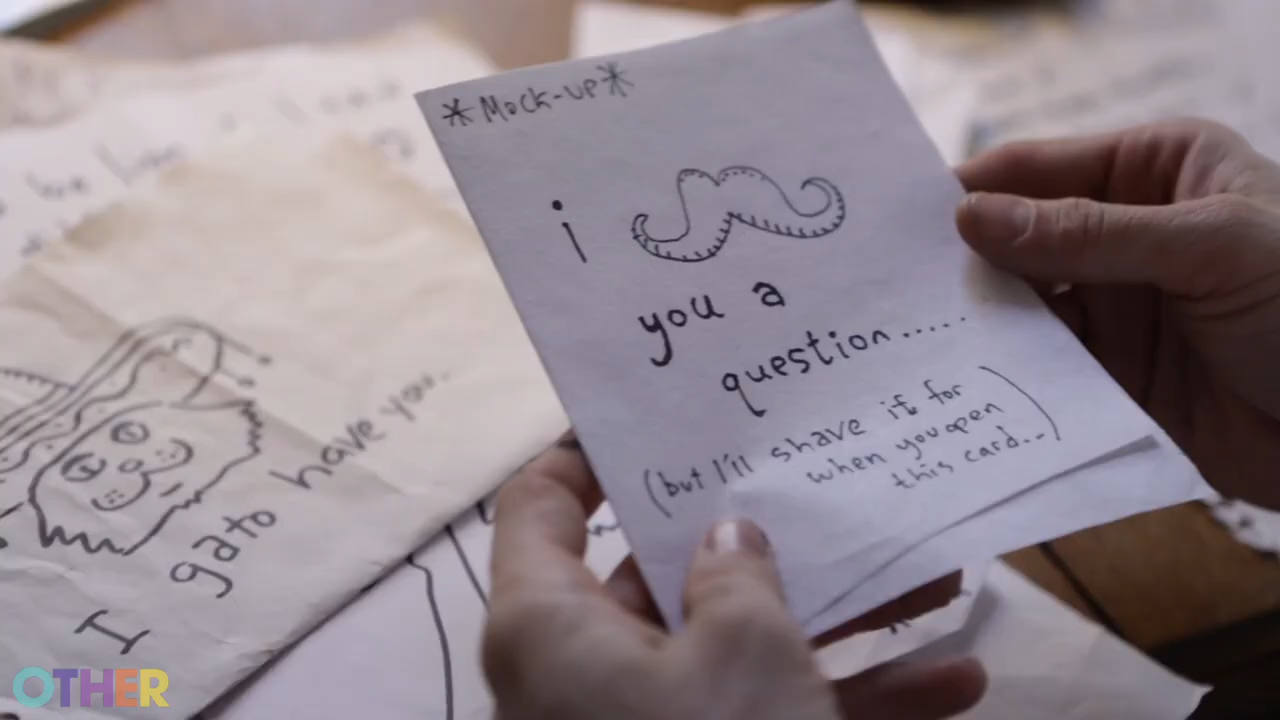 *Mock-up*
i
you a
question.....
(but I'll shave it for
when you open
this card...)
I gato have you.
OTHER